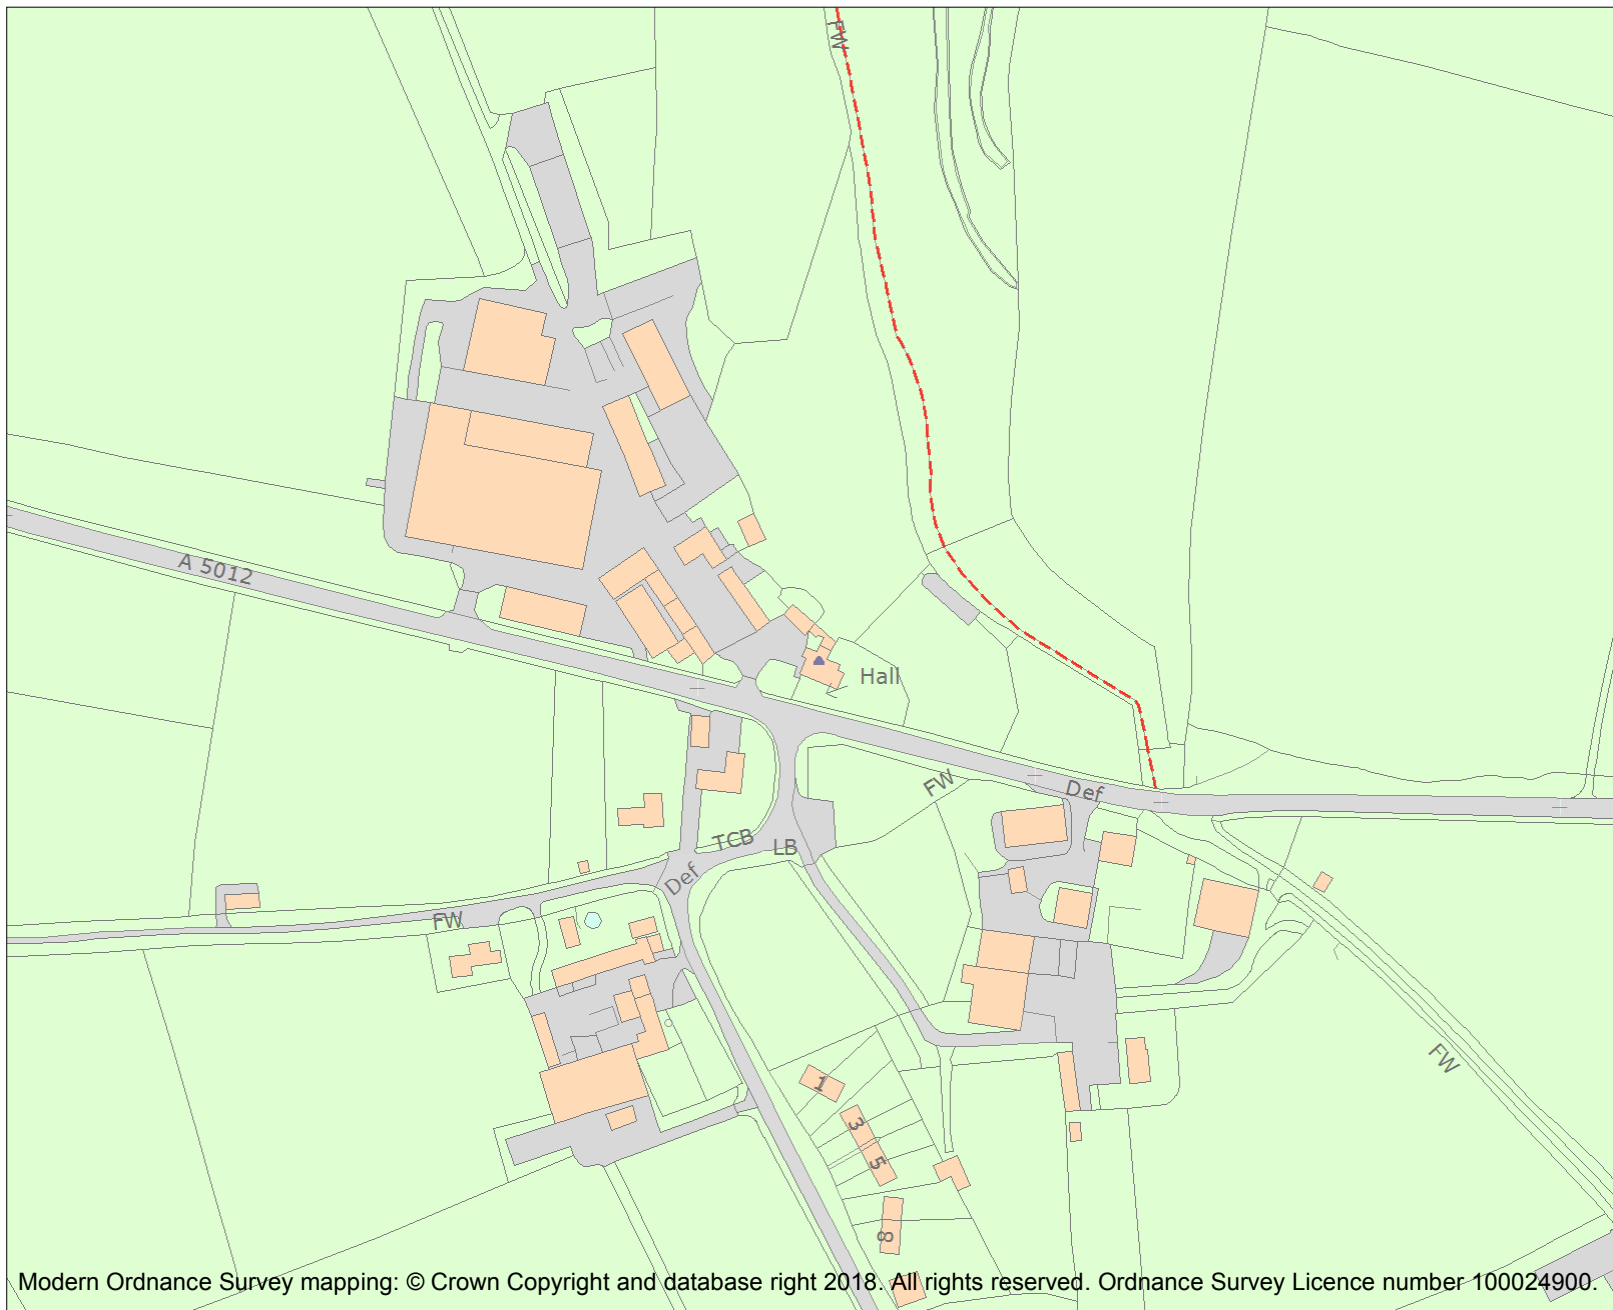 FW
A 5012
Hall
FW
Def
TCB
LB
Def
FW
FW
1
3
5
8
Modern Ordnance Survey mapping: © Crown Copyright and database right 2018. All rights reserved. Ordnance Survey Licence number 100024900.